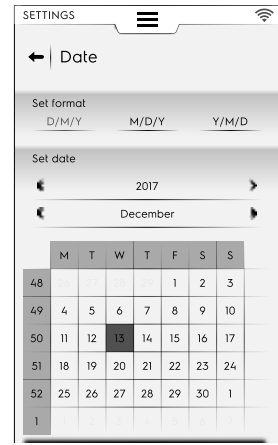 SETTINGS
Date
Set format
D/M/Y M/D/Y Y/M/D
Set date
2017
December
M T W T F S S
48 1 2 3
49 4 5 6 7 8 9 10
50 11 12 13 14 15 16 17
51 18 19 20 21 22 23 24
52 25 26 27 28 29 30 1
1